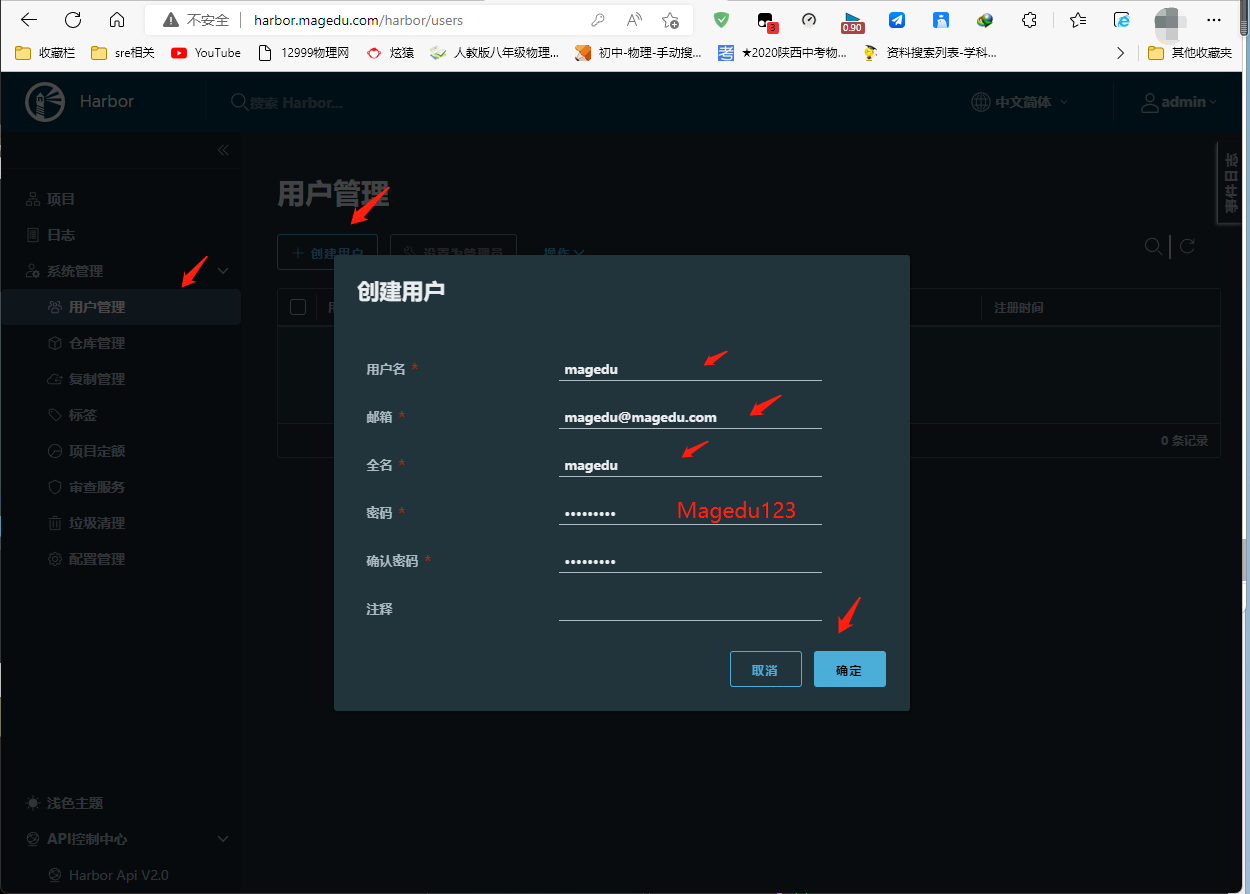 不安全 harbor.magedu.com/harbor/users
3
0.90
收藏栏 sre相关 YouTube 12999物理网 炫猿 人教版八年级物理... 初中-物理-手动搜... ★2020陕西中考物... 资料搜索列表-学科... 其他收藏夹
Harbor 搜索 Harbor... 中文简体 admin
事件日志
项目
日志
系统管理
用户管理
仓库管理
复制管理
标签
项目定额
审查服务
垃圾清理
配置管理
浅色主题
API控制中心
Harbor Api V2.0
用户管理
创建用户 设置为管理员 操作
注册时间
0 条记录
创建用户
用户名 * magedu
邮箱 * magedu@magedu.com
全名 * magedu
密码 * ••••••••• Magedu123
确认密码 * •••••••••
注释
取消 确定